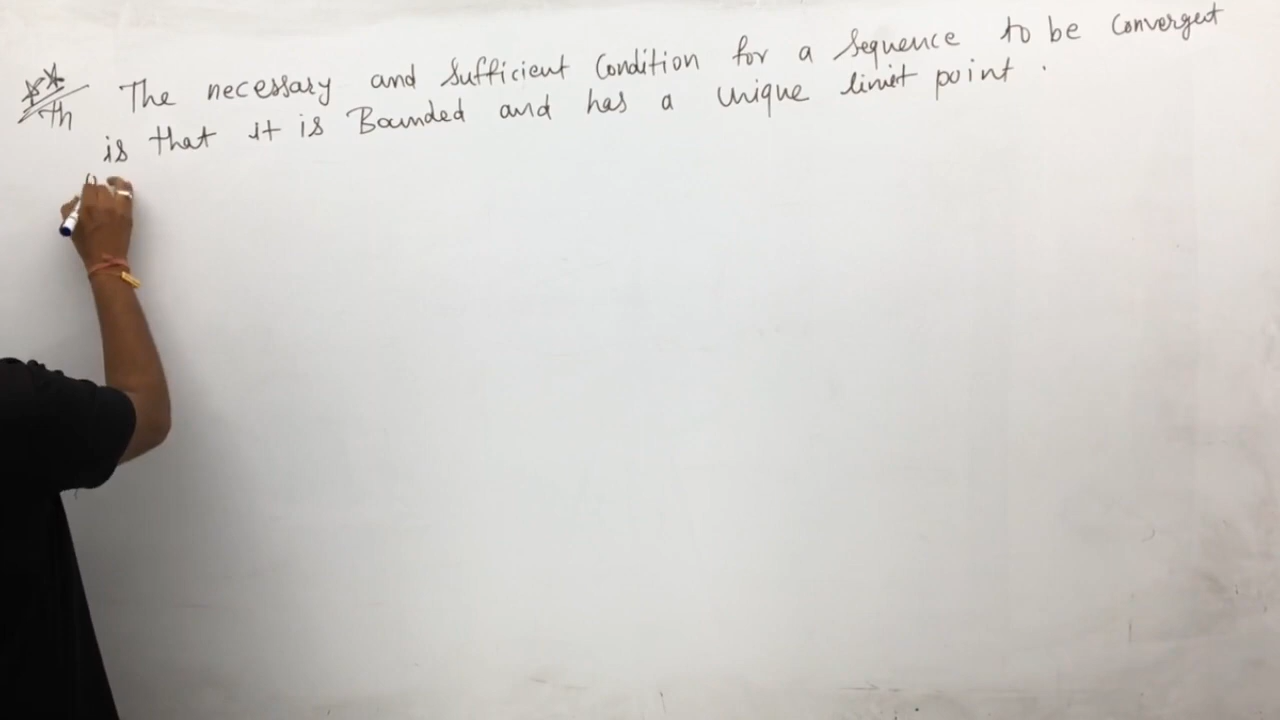 ** Th The necessary and Sufficient Condition for a Sequence to be Convergent
is that it is Bounded and has a Unique limit point.